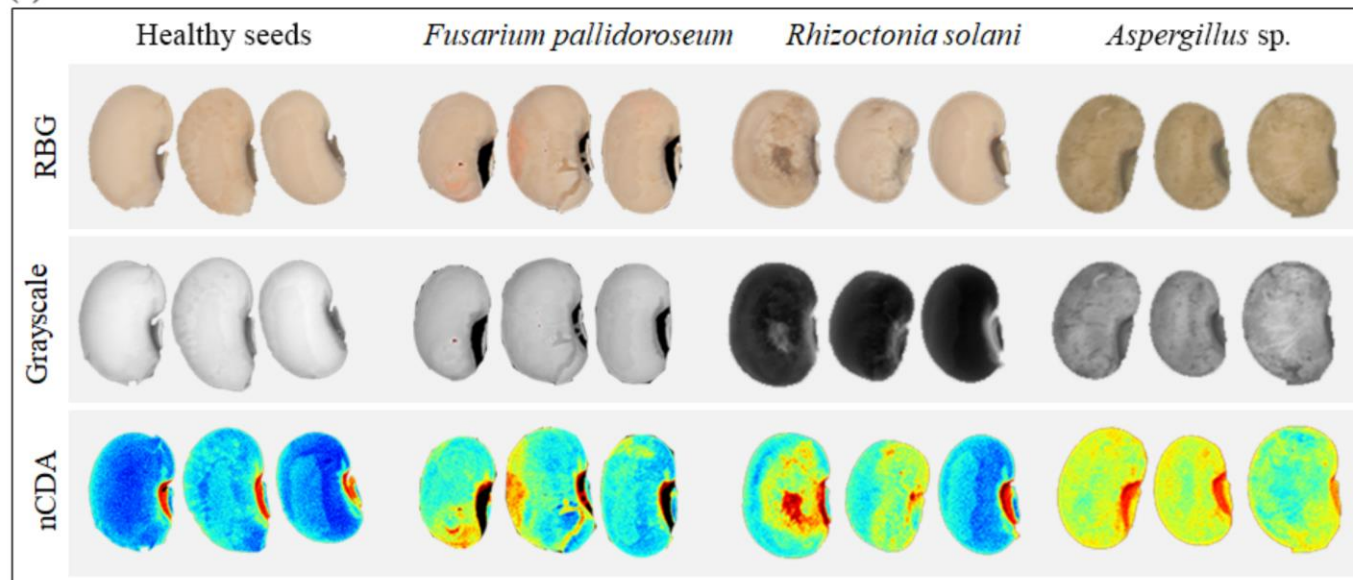 Healthy seeds
Fusarium pallidoroseum
Rhizoctonia solani
Aspergillus sp.
RBG
Grayscale
nCDA